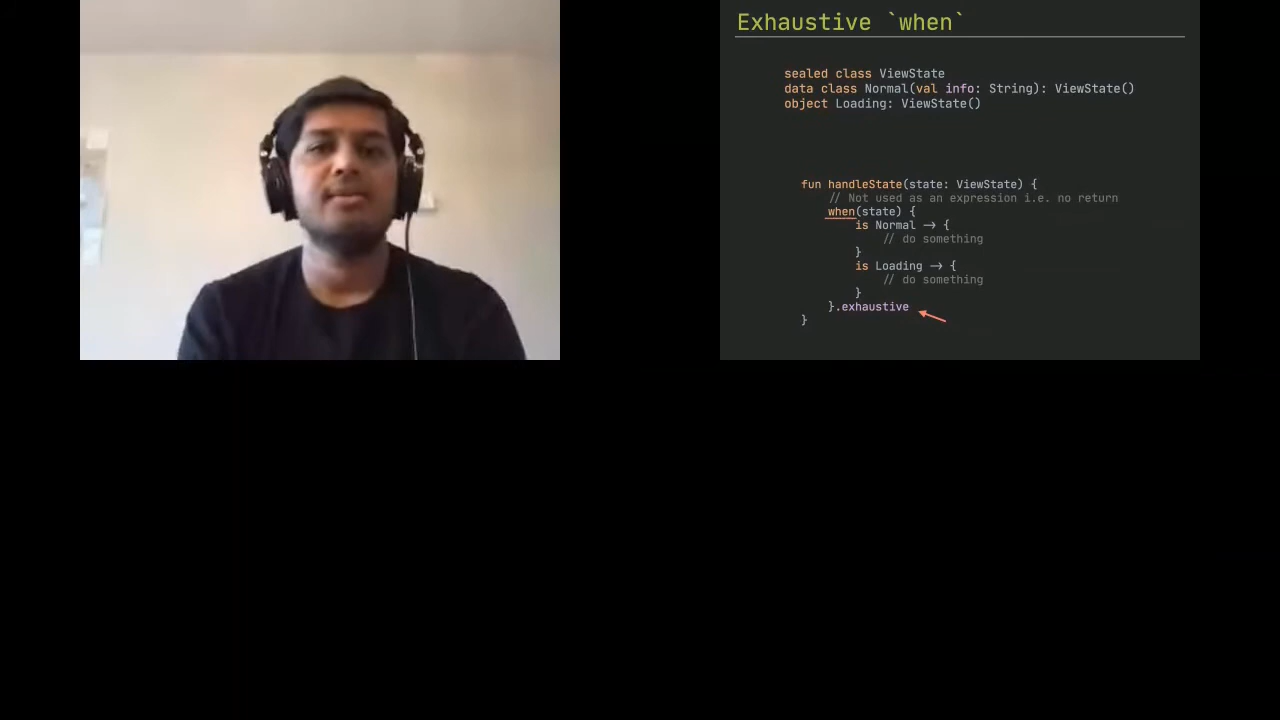 Exhaustive `when`
sealed class ViewState
data class Normal(val info: String): ViewState()
object Loading: ViewState()
fun handleState(state: ViewState) {
// Not used as an expression i.e. no return
when(state) {
is Normal → {
// do something
}
is Loading → {
// do something
}
}.exhaustive
}